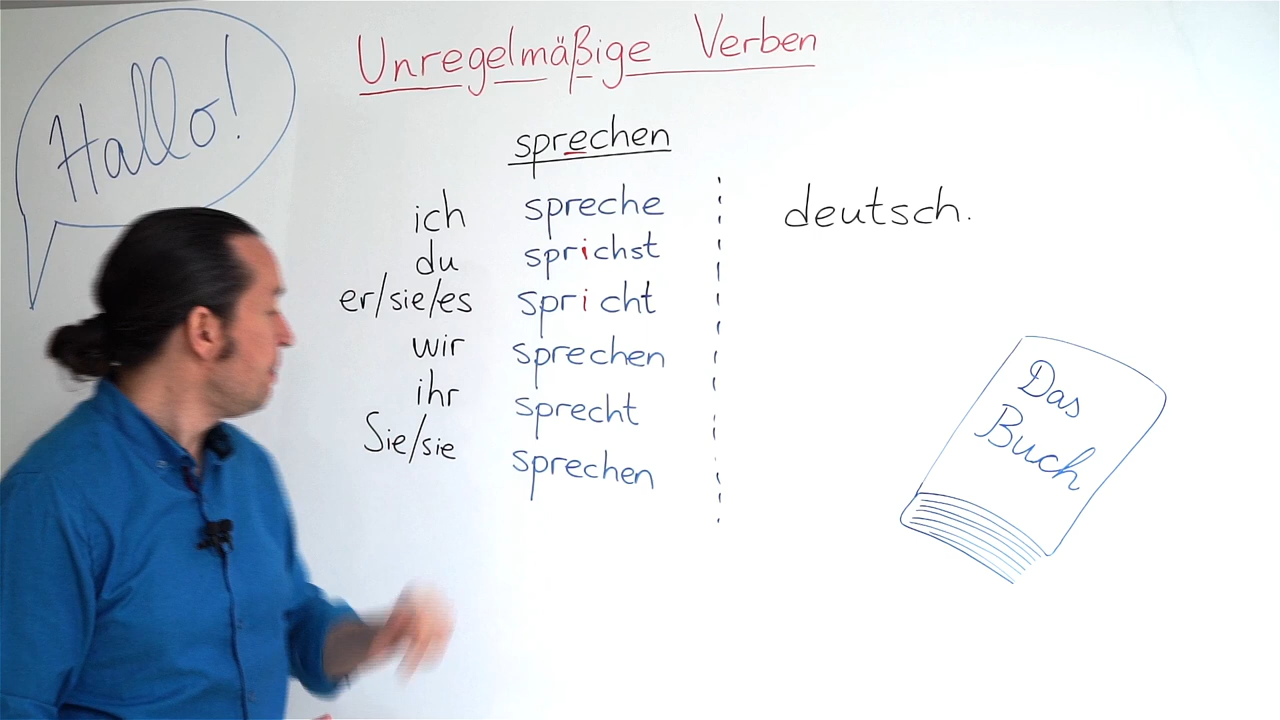 Hallo!
Unregelmäßige Verben
sprechen
ich spreche deutsch.
du sprichst
er/sie/es spricht
wir sprechen
ihr sprecht
Sie/sie sprechen
Das
Buch